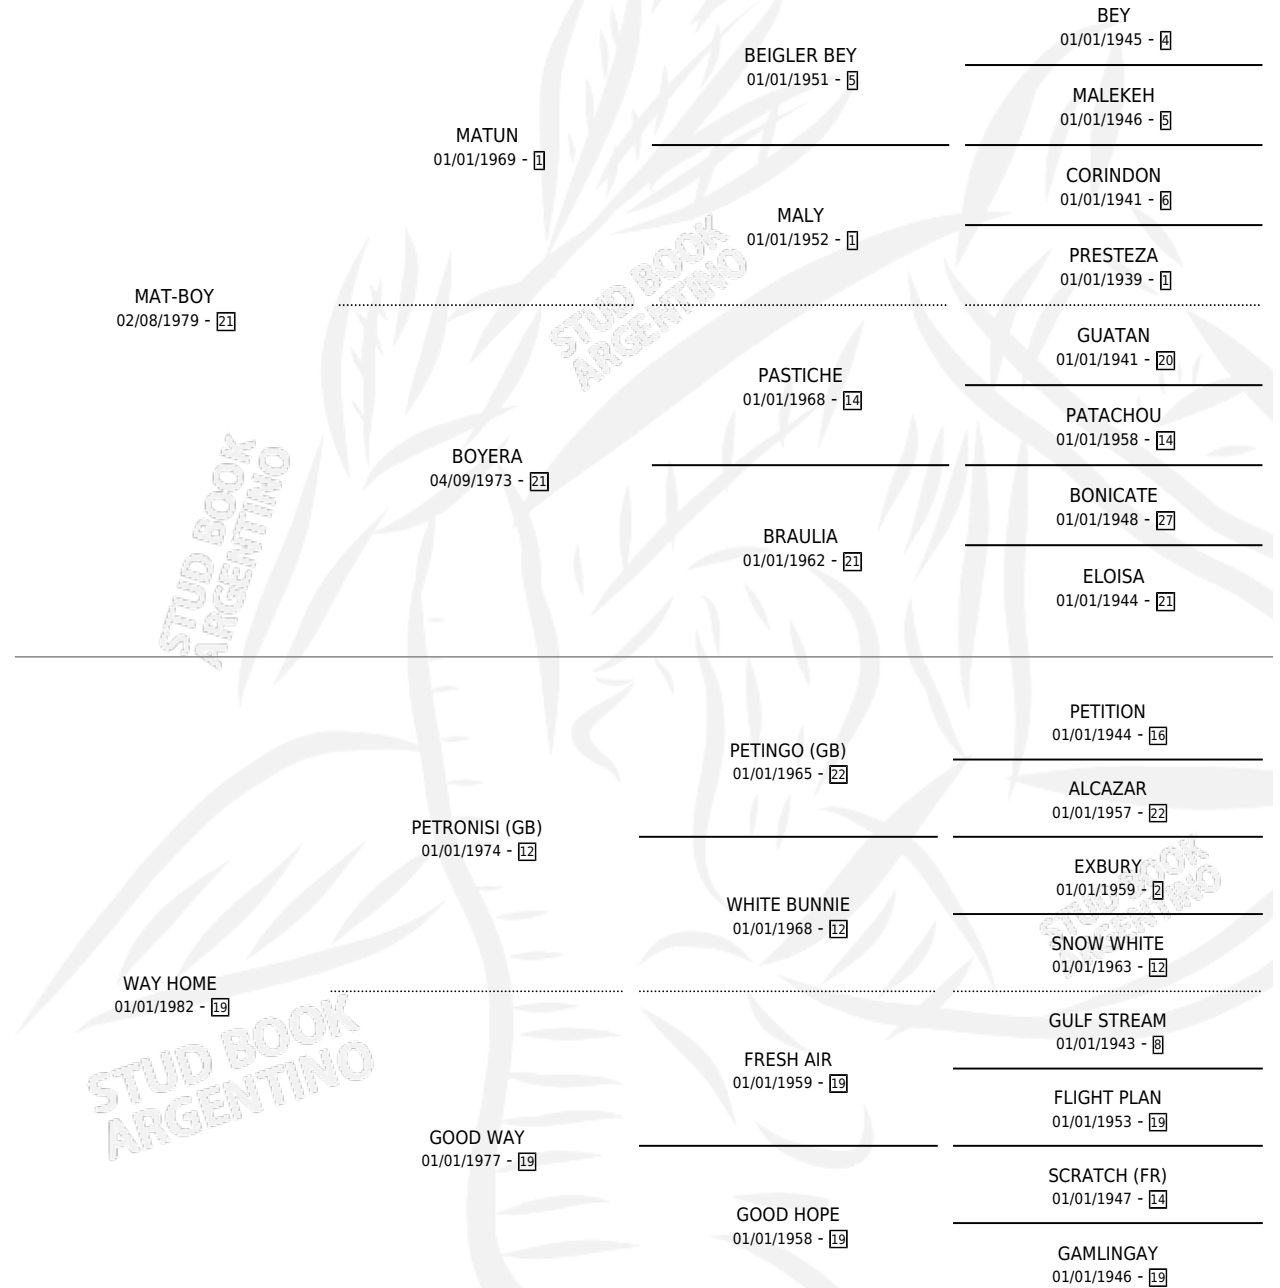 BEY
01/01/1945 - 4
BEIGLER BEY
01/01/1951 - 5
MALEKEH
01/01/1946 - 5
MATUN
01/01/1969 - 1
CORINDON
01/01/1941 - 6
MALY
01/01/1952 - 1
PRESTEZA
01/01/1939 - 1
MAT-BOY
02/08/1979 - 21
GUATAN
01/01/1941 - 20
PASTICHE
01/01/1968 - 14
PATACHOU
01/01/1958 - 14
BOYERA
04/09/1973 - 21
BONICATE
01/01/1948 - 27
BRAULIA
01/01/1962 - 21
ELOISA
01/01/1944 - 21
PETITION
01/01/1944 - 16
PETINGO (GB)
01/01/1965 - 22
ALCAZAR
01/01/1957 - 22
PETRONISI (GB)
01/01/1974 - 12
EXBURY
01/01/1959 - 2
WHITE BUNNIE
01/01/1968 - 12
SNOW WHITE
01/01/1963 - 12
WAY HOME
01/01/1982 - 19
GULF STREAM
01/01/1943 - 8
FRESH AIR
01/01/1959 - 19
FLIGHT PLAN
01/01/1953 - 19
GOOD WAY
01/01/1977 - 19
SCRATCH (FR)
01/01/1947 - 14
GOOD HOPE
01/01/1958 - 19
GAMLINGAY
01/01/1946 - 19
STUD BOOK
ARGENTINO
STUD BOOK
ARGENTINO
STUD BOOK
ARGENTINO
STUD BOOK
ARGENTINO